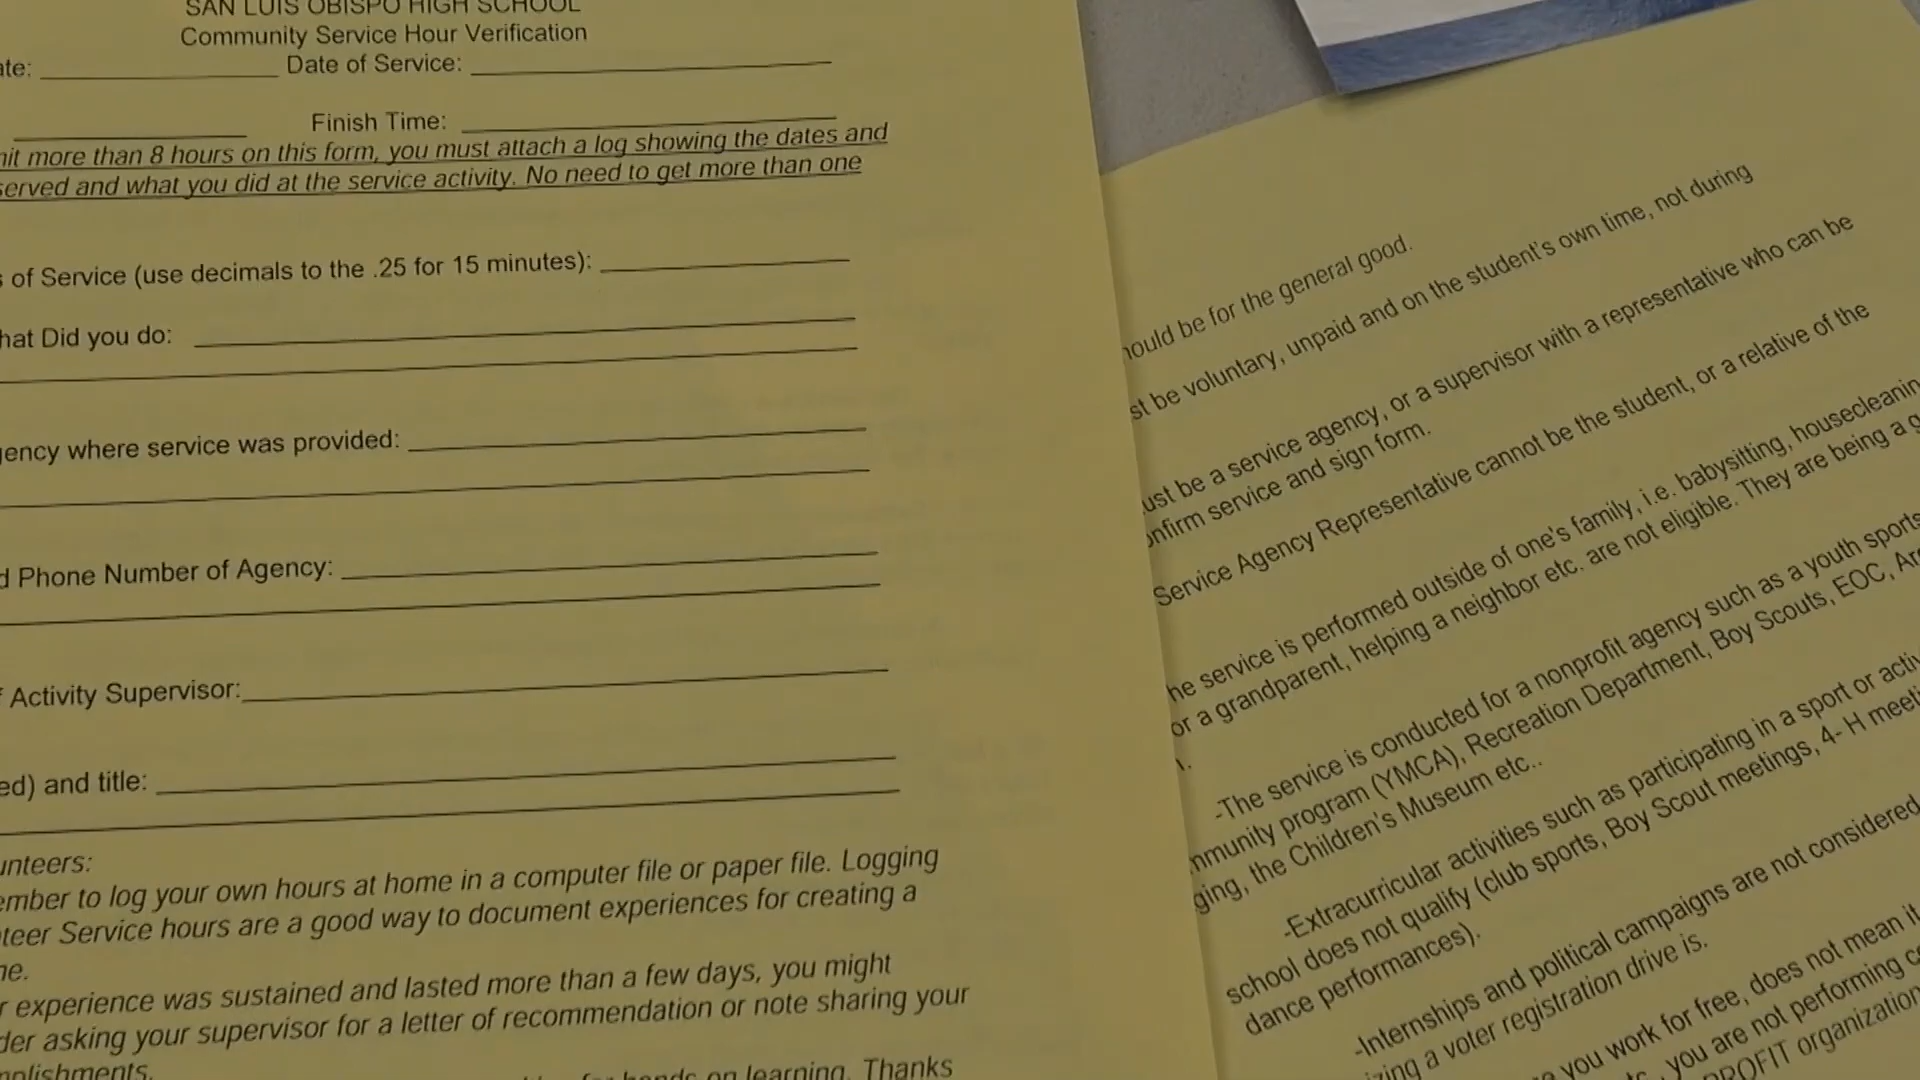 SAN LUIS OBISPO HIGH SCHOOL
Community Service Hour Verification
ate: Date of Service:
Finish Time:
nit more than 8 hours on this form, you must attach a log showing the dates and
served and what you did at the service activity. No need to get more than one
s of Service (use decimals to the .25 for 15 minutes):
hat Did you do:
gency where service was provided:
d Phone Number of Agency:
f Activity Supervisor:
ed) and title:
unteers:
ember to log your own hours at home in a computer file or paper file. Logging
teer Service hours are a good way to document experiences for creating a
ne.
r experience was sustained and lasted more than a few days, you might
der asking your supervisor for a letter of recommendation or note sharing your
mplishments.
for hands on learning. Thanks
hould be for the general good.
st be voluntary, unpaid and on the student's own time, not during
ust be a service agency, or a supervisor with a representative who can be
onfirm service and sign form.
Service Agency Representative cannot be the student, or a relative of the
he service is performed outside of one's family, i.e. babysitting, housecleanin
or a grandparent, helping a neighbor etc. are not eligible. They are being a g
-The service is conducted for a nonprofit agency such as a youth sports
mmunity program (YMCA), Recreation Department, Boy Scouts, EOC, Ar
ging, the Children's Museum etc..
-Extracurricular activities such as participating in a sport or activ
school does not qualify (club sports, Boy Scout meetings, 4- H meeti
dance performances).
-Internships and political campaigns are not considered
izing a voter registration drive is.
you work for free, does not mean it
you are not performing c
PROFIT organization